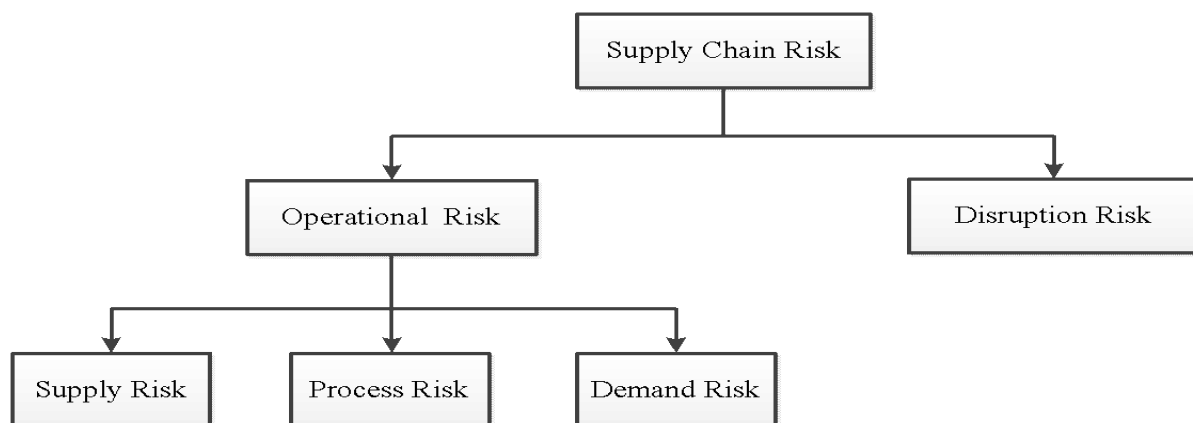 Supply Chain Risk
Operational Risk
Disruption Risk
Supply Risk
Process Risk
Demand Risk